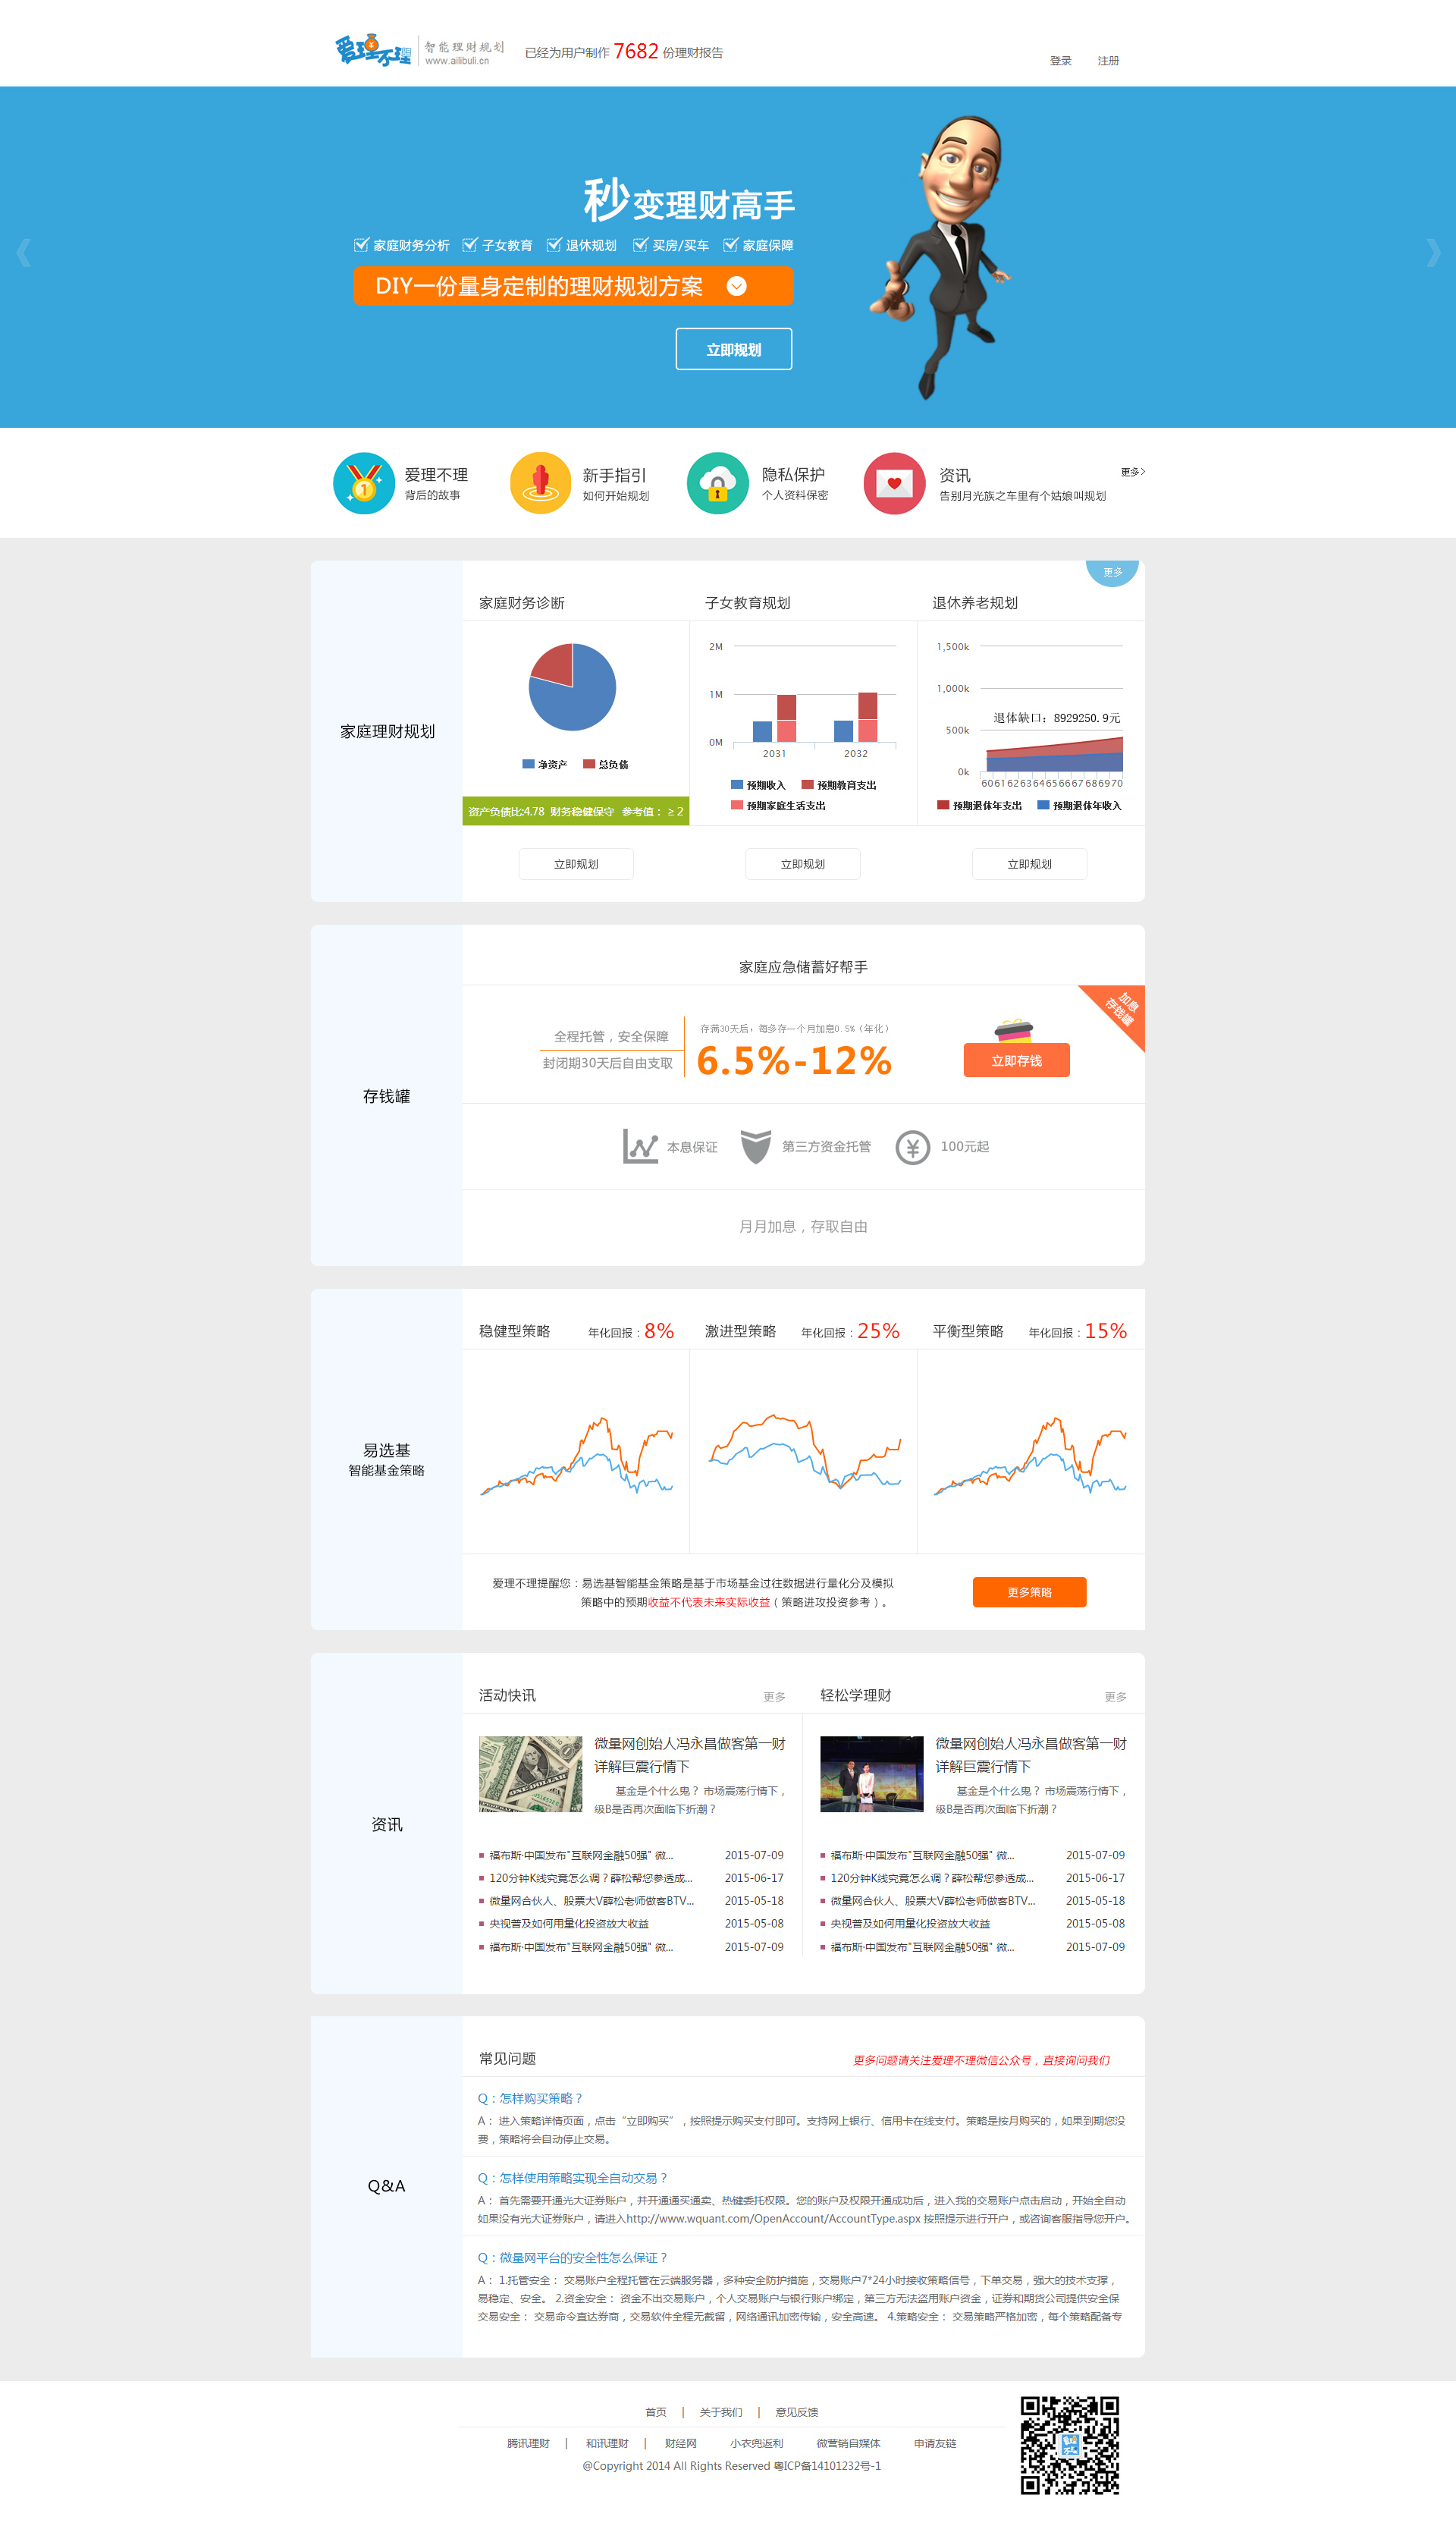 爱理不理
智能理财规划
www.ailibuli.cn
已经为用户制作 7682 份理财报告
登录 注册
秒变理财高手
家庭财务分析 子女教育 退休规划 买房/买车 家庭保障
DIY一份量身定制的理财规划方案
立即规划
爱理不理
背后的故事
新手指引
如何开始规划
隐私保护
个人资料保密
资讯
告别月光族之车里有个姑娘叫规划
更多
更多
家庭理财规划
家庭财务诊断
净资产 总负债
资产负债比:4.78 财务稳健保守 参考值: ≥ 2
立即规划
子女教育规划
2M
1M
0M
2031 2032
预期收入 预期教育支出
预期家庭生活支出
立即规划
退休养老规划
1,500k
1,000k
退体缺口: 8929250.9元
500k
0k
60 61 62 63 64 65 66 67 68 69 70
预期退休年支出 预期退休年收入
立即规划
存钱罐
家庭应急储蓄好帮手
加息
存钱罐
全程托管，安全保障
封闭期30天后自由支取
存满30天后，每多存一个月加息0.5%（年化）
6.5%-12%
立即存钱
本息保证 第三方资金托管 100元起
月月加息，存取自由
易选基
智能基金策略
稳健型策略 年化回报：8%
激进型策略 年化回报：25%
平衡型策略 年化回报：15%
爱理不理提醒您：易选基智能基金策略是基于市场基金过往数据进行量化分及模拟
策略中的预期收益不代表未来实际收益（策略进攻投资参考）。
更多策略
资讯
活动快讯 更多
微量网创始人冯永昌做客第一财
详解巨震行情下
基金是个什么鬼？ 市场震荡行情下，
级B是否再次面临下折潮？
福布斯·中国发布"互联网金融50强" 微... 2015-07-09
120分钟K线究竟怎么调？薛松帮您参透成... 2015-06-17
微量网合伙人、股票大V薛松老师做客BTV... 2015-05-18
央视普及如何用量化投资放大收益 2015-05-08
福布斯·中国发布"互联网金融50强" 微... 2015-07-09
轻松学理财 更多
微量网创始人冯永昌做客第一财
详解巨震行情下
基金是个什么鬼？ 市场震荡行情下，
级B是否再次面临下折潮？
福布斯·中国发布"互联网金融50强" 微... 2015-07-09
120分钟K线究竟怎么调？薛松帮您参透成... 2015-06-17
微量网合伙人、股票大V薛松老师做客BTV... 2015-05-18
央视普及如何用量化投资放大收益 2015-05-08
福布斯·中国发布"互联网金融50强" 微... 2015-07-09
Q&A
常见问题 更多问题请关注爱理不理微信公众号，直接询问我们
Q：怎样购买策略？
A： 进入策略详情页面，点击“立即购买”，按照提示购买支付即可。支持网上银行、信用卡在线支付。策略是按月购买的，如果到期您没
费，策略将会自动停止交易。
Q：怎样使用策略实现全自动交易？
A： 首先需要开通光大证券账户，并开通通买通卖、热键委托权限。您的账户及权限开通成功后，进入我的交易账户点击启动，开始全自动
如果没有光大证券账户，请进入http://www.wquant.com/OpenAccount/AccountType.aspx 按照提示进行开户，或咨询客服指导您开户。
Q：微量网平台的安全性怎么保证？
A： 1.托管安全： 交易账户全程托管在云端服务器，多种安全防护措施，交易账户7*24小时接收策略信号，下单交易，强大的技术支撑，
易稳定、安全。 2.资金安全： 资金不出交易账户，个人交易账户与银行账户绑定，第三方无法盗用账户资金，证券和期货公司提供安全保
交易安全： 交易命令直达券商，交易软件全程无截留，网络通讯加密传输，安全高速。 4.策略安全： 交易策略严格加密，每个策略配备专
首页 | 关于我们 | 意见反馈
腾讯理财 | 和讯理财 | 财经网 小衣兜返利 微营销自媒体 申请友链
@Copyright 2014 All Rights Reserved 粤ICP备14101232号-1